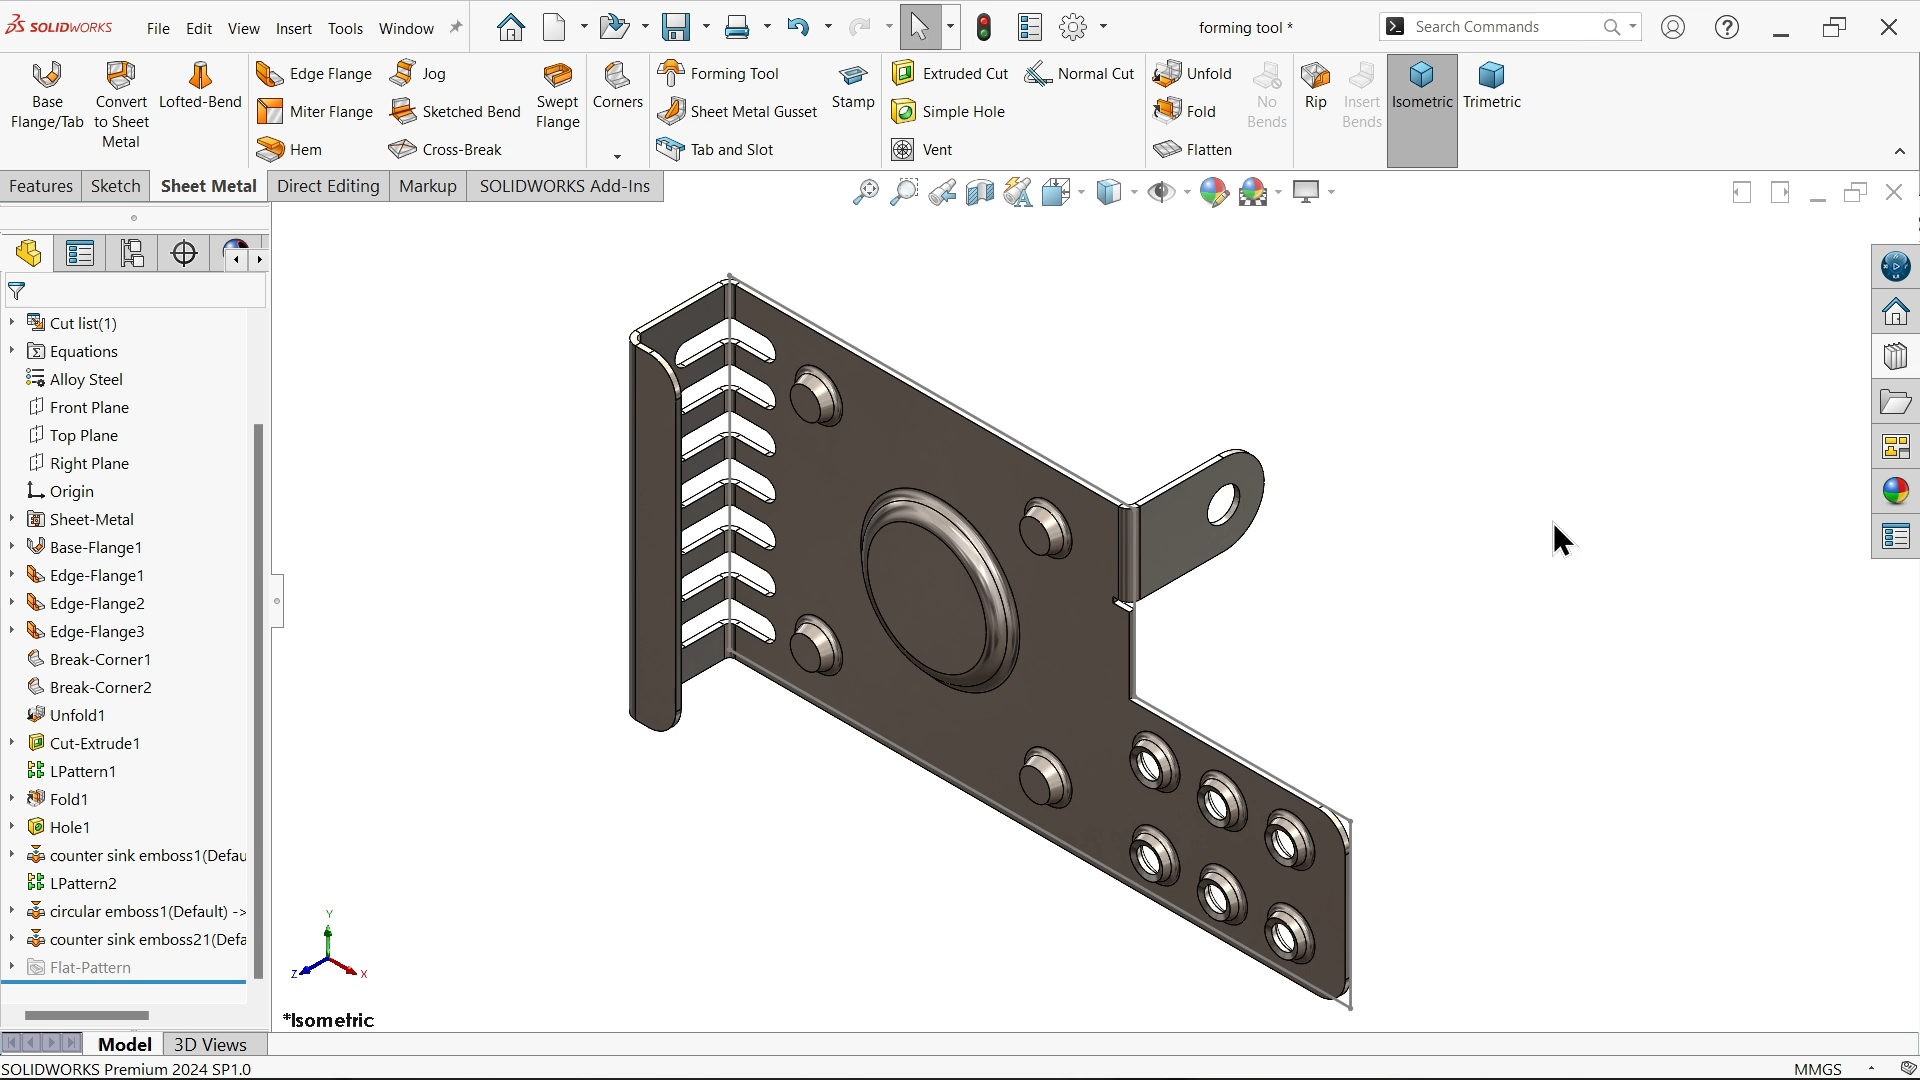 SOLIDWORKS File Edit View Insert Tools Window forming tool * Search Commands
Base Flange/Tab
Convert to Sheet Metal
Lofted-Bend
Edge Flange
Miter Flange
Hem
Jog
Sketched Bend
Cross-Break
Swept Flange
Corners
Forming Tool
Sheet Metal Gusset
Tab and Slot
Stamp
Extruded Cut
Simple Hole
Vent
Normal Cut
Unfold
Fold
Flatten
No Bends
Rip
Insert Bends
Isometric
Trimetric
Features Sketch Sheet Metal Direct Editing Markup SOLIDWORKS Add-Ins
Cut list(1)
Equations
Alloy Steel
Front Plane
Top Plane
Right Plane
Origin
Sheet-Metal
Base-Flange1
Edge-Flange1
Edge-Flange2
Edge-Flange3
Break-Corner1
Break-Corner2
Unfold1
Cut-Extrude1
LPattern1
Fold1
Hole1
counter sink emboss1(Defau
LPattern2
circular emboss1(Default) ->
counter sink emboss21(Defa
Flat-Pattern
Y
Z X
*Isometric
Model 3D Views
SOLIDWORKS Premium 2024 SP1.0 MMGS